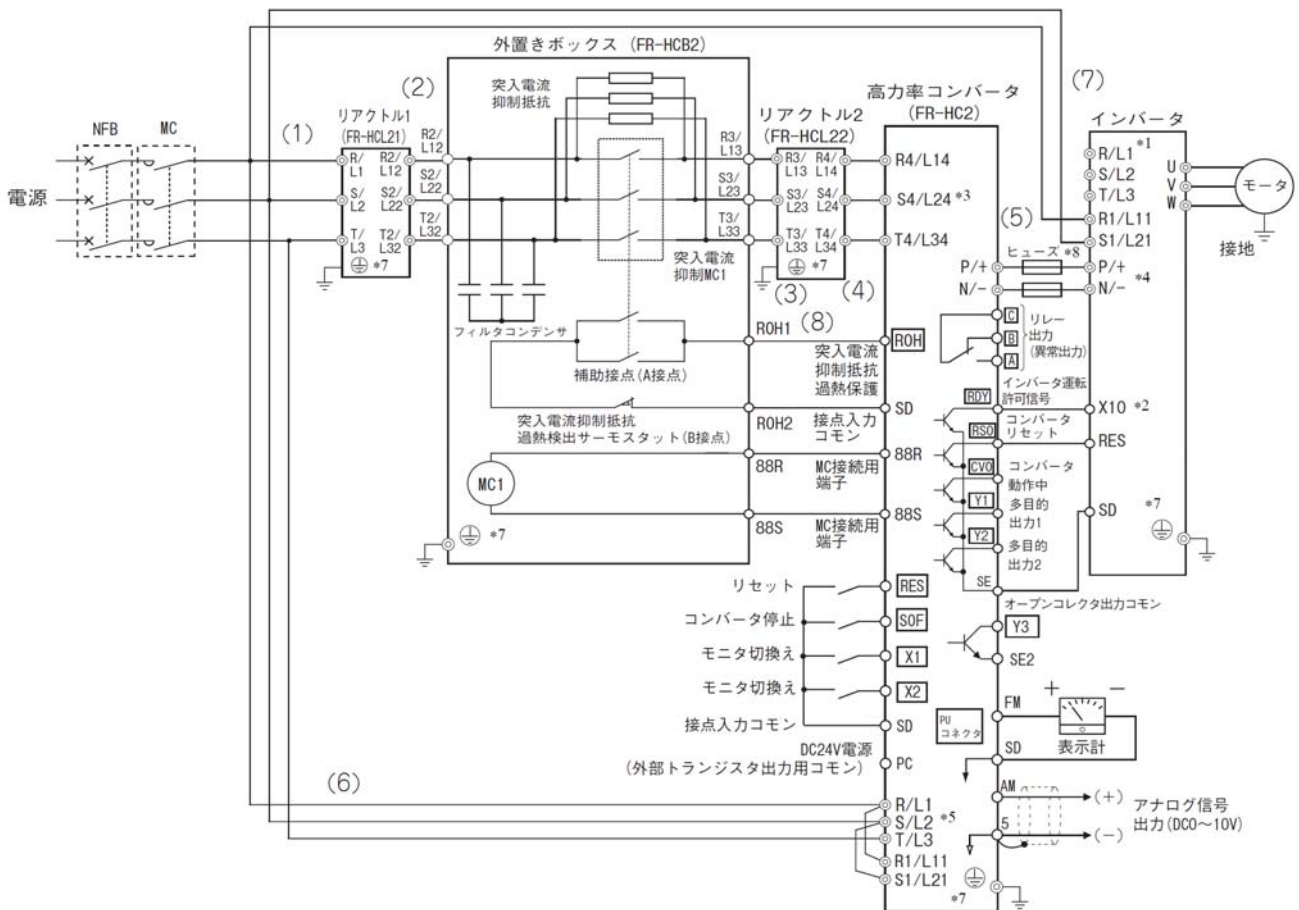 外置きボックス (FR-HCB2)
(2)
(7)
突入電流
抑制抵抗
高力率コンバータ
(FR-HC2)
リアクトル1
(FR-HCL21)
リアクトル2
(FR-HCL22)
インバータ
NFB
MC
(1)
電源
R/
L1
R2/
L12
S/
L2
S2/
L22
T/
L3
T2/
L32
*7
R2/
L12
S2/
L22
T2/
L32
R3/
L13
S3/
L23
T3/
L33
突入電流
抑制MC1
R3/
L13
R4/
L14
S3/
L23
S4/
L24
T3/
L33
T4/
L34
*7
(3)
(4)
R4/L14
S4/L24 *3
T4/L34
(5)
ヒューズ *8
P/+
N/−
R/L1 *1
S/L2
T/L3
R1/L11
S1/L21
P/+
N/−
*4
U
V
W
モータ
接地
フィルタコンデンサ
補助接点(A接点)
突入電流抑制抵抗
過熱検出サーモスタット(B接点)
MC1
*7
ROH1
(8)
突入電流
抑制抵抗
過熱保護
ROH
ROH2
接点入力
コモン
SD
88R
MC接続用
端子
88R
88S
MC接続用
端子
88S
C
B
A
リレー
出力
(異常出力)
インバータ運転
許可信号
RDY
X10 *2
RSO
コンバータ
リセット
RES
CVO
コンバータ
動作中
Y1
多目的
出力1
Y2
多目的
出力2
SE
SD
*7
オープンコレクタ出力コモン
Y3
SE2
リセット
RES
コンバータ停止
SOF
モニタ切換え
X1
モニタ切換え
X2
接点入力コモン
SD
DC24V電源
(外部トランジスタ出力用コモン)
PC
PU
コネクタ
FM
+
−
表示計
SD
AM
(+)
アナログ信号
出力(DC0〜10V)
5
(−)
(6)
R/L1
S/L2 *5
T/L3
R1/L11
S1/L21
*7